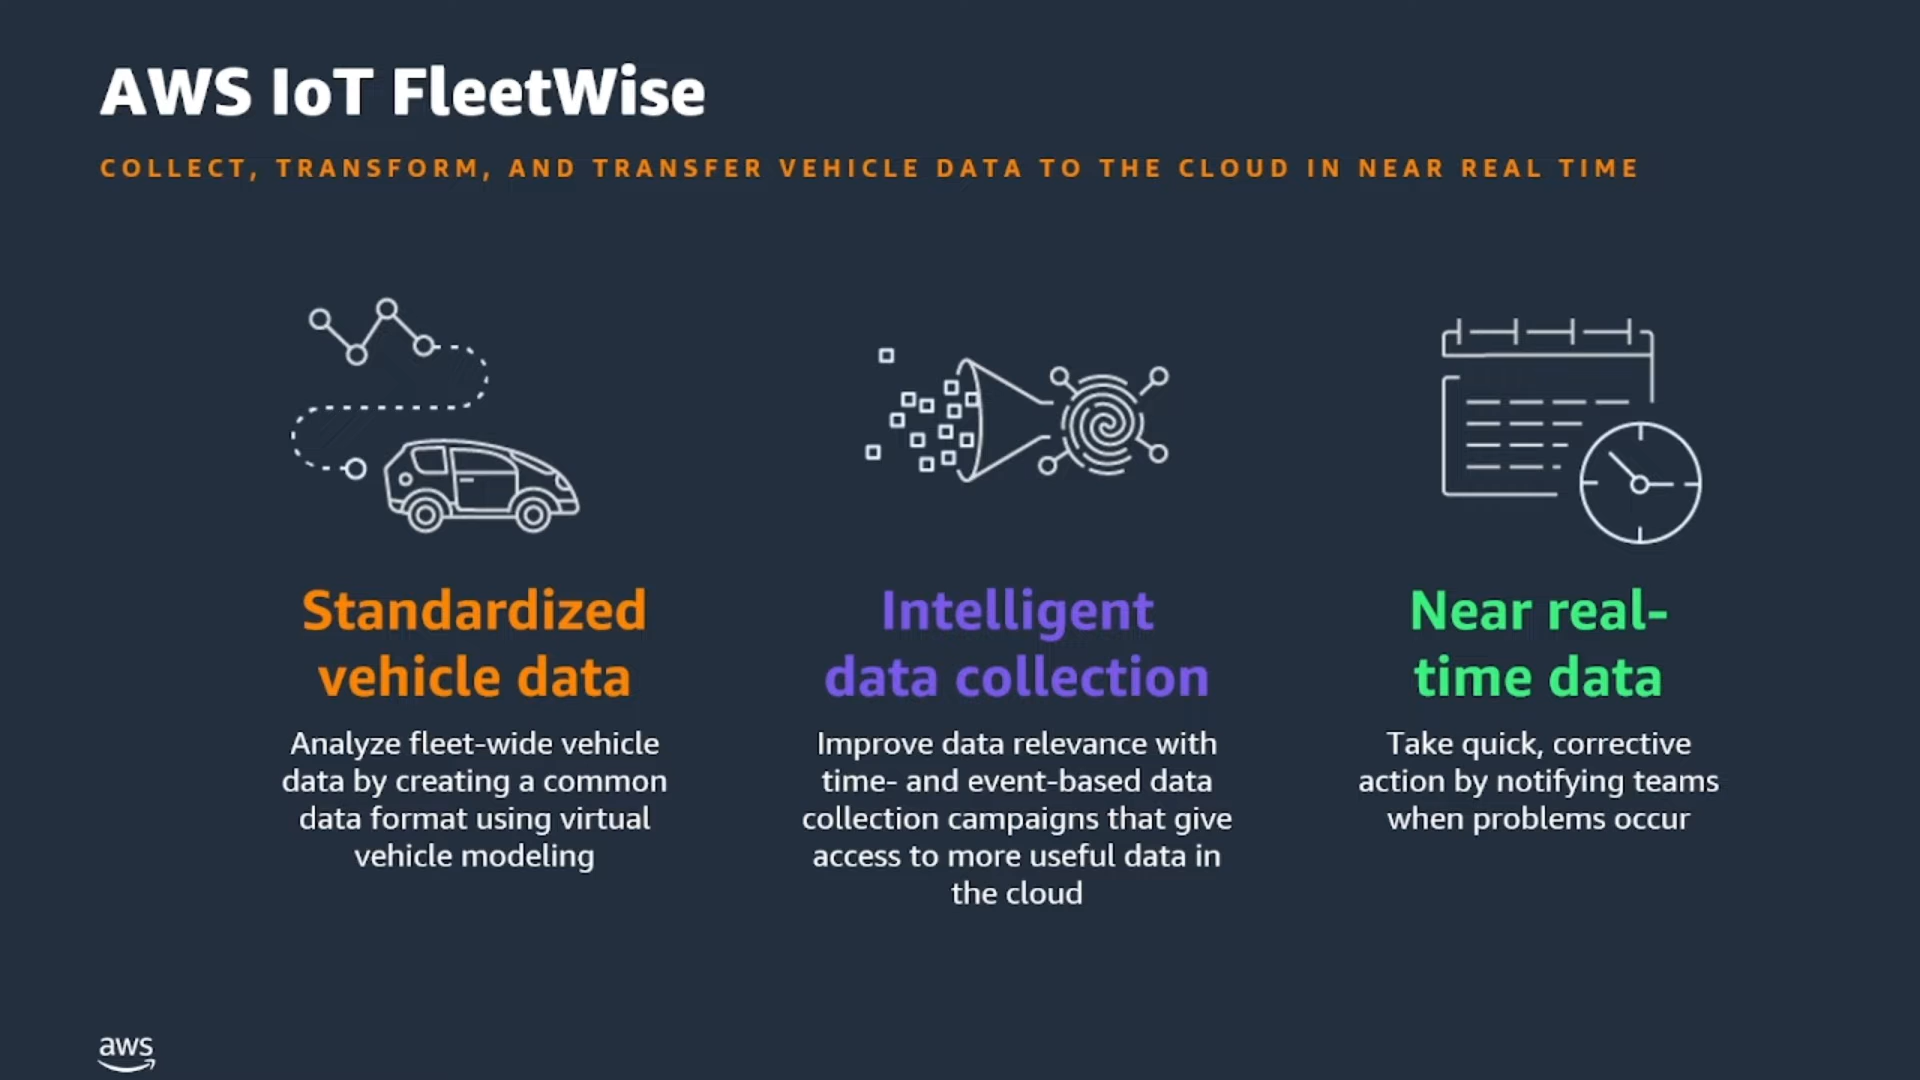 AWS IoT FleetWise
COLLECT, TRANSFORM, AND TRANSFER VEHICLE DATA TO THE CLOUD IN NEAR REAL TIME
Standardized
vehicle data
Analyze fleet-wide vehicle
data by creating a common
data format using virtual
vehicle modeling
Intelligent
data collection
Improve data relevance with
time- and event-based data
collection campaigns that give
access to more useful data in
the cloud
Near real-
time data
Take quick, corrective
action by notifying teams
when problems occur
aws